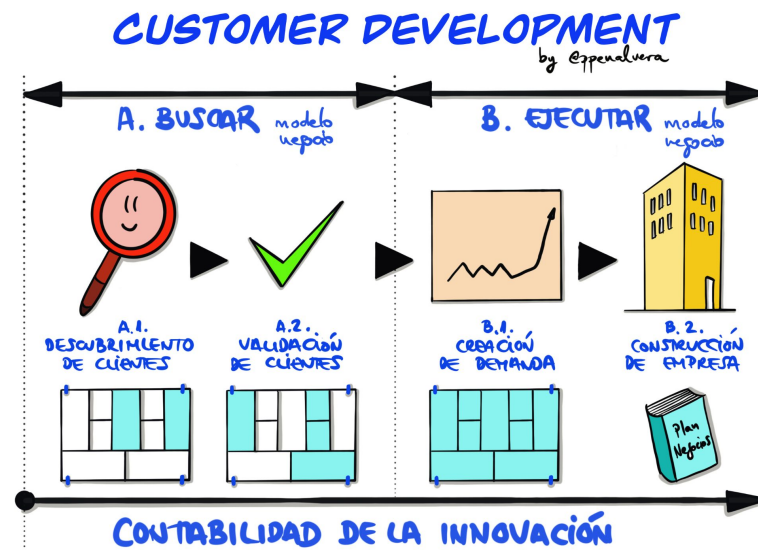 CUSTOMER DEVELOPMENT
by @ppenalvera
A. BUSCAR modelo
negocio
B. EJECUTAR modelo
negocio
A.1.
DESCUBRIMIENTO
DE CLIENTES
A.2.
VALIDACIÓN
DE CLIENTES
B.1.
CREACIÓN
DE DEMANDA
B.2.
CONSTRUCCIÓN
DE EMPRESA
Plan
Negocios
CONTABILIDAD DE LA INNOVACIÓN